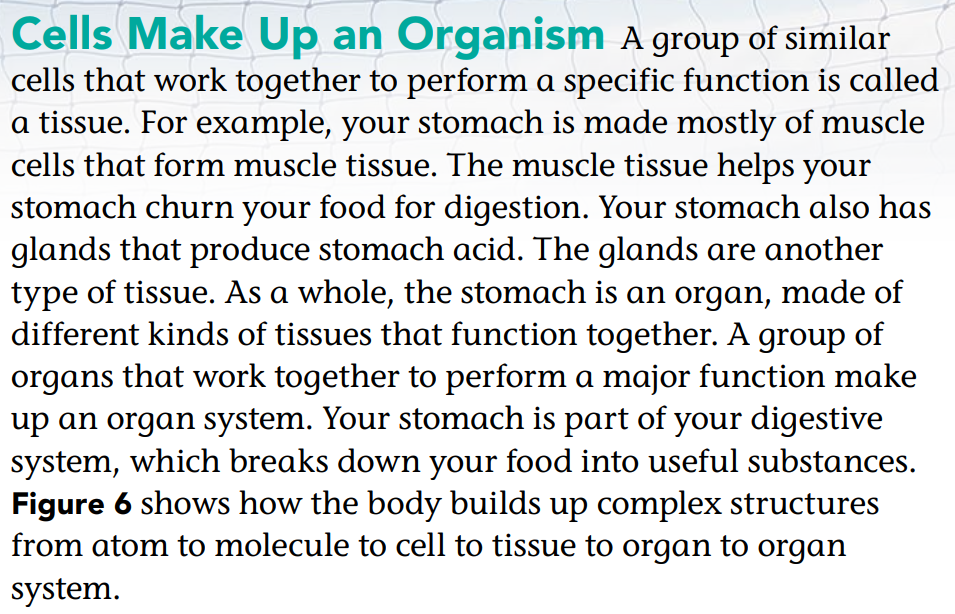 Cells Make Up an Organism A group of similar
cells that work together to perform a specific function is called
a tissue. For example, your stomach is made mostly of muscle
cells that form muscle tissue. The muscle tissue helps your
stomach churn your food for digestion. Your stomach also has
glands that produce stomach acid. The glands are another
type of tissue. As a whole, the stomach is an organ, made of
different kinds of tissues that function together. A group of
organs that work together to perform a major function make
up an organ system. Your stomach is part of your digestive
system, which breaks down your food into useful substances.
Figure 6 shows how the body builds up complex structures
from atom to molecule to cell to tissue to organ to organ
system.